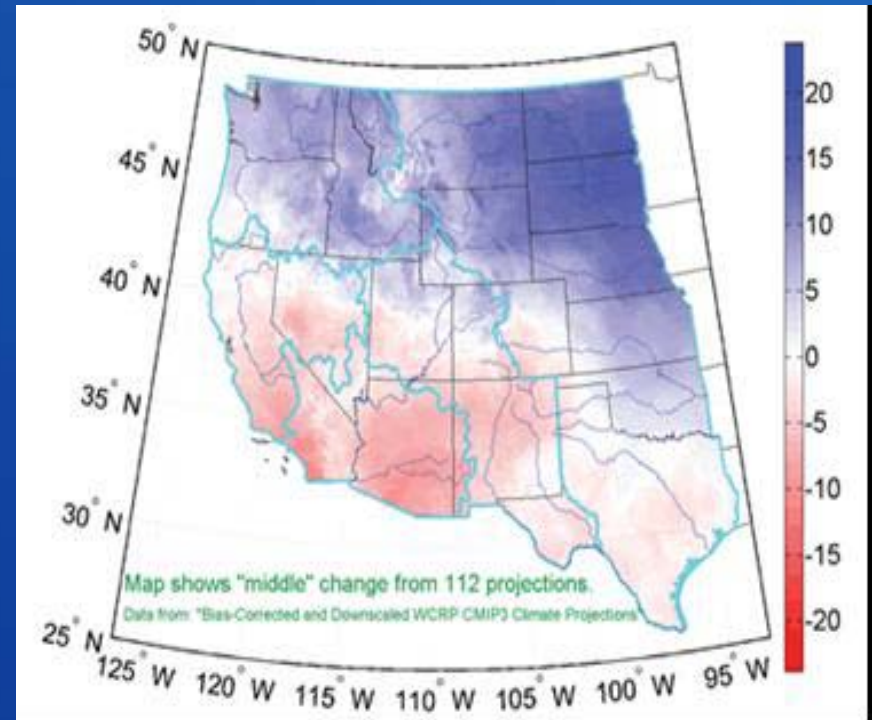 50° N
45° N
40° N
35° N
30° N
25° N
125° W
120° W
115° W
110° W
105° W
100° W
95° W
20
15
10
5
0
-5
-10
-15
-20
Map shows "middle" change from 112 projections.
Data from: "Bias-Corrected and Downscaled WCRP CMIP3 Climate Projections"